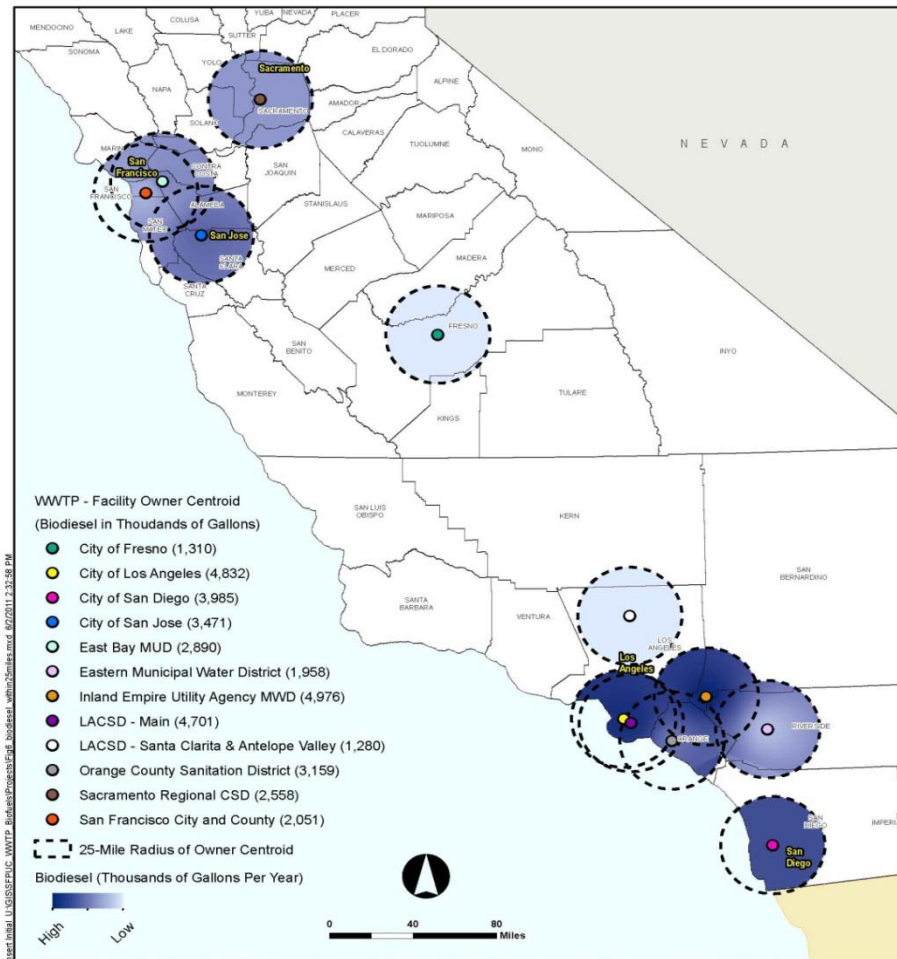 MENDOCINO
LAKE
COLUSA
YUBA
NEVADA
PLACER
SUTTER
SONOMA
NAPA
YOLO
EL DORADO
Sacramento
ALPINE
SACRAMENTO
AMADOR
SOLANO
CALAVERAS
TUOLUMNE
MONO
NEVADA
MARIN
San
Francisco
CONTRA
COSTA
SAN
JOAQUIN
SAN
FRANCISCO
ALAMEDA
STANISLAUS
MARIPOSA
SAN
MATEO
San Jose
SANTA
CLARA
MADERA
MERCED
SANTA
CRUZ
FRESNO
SAN
BENITO
INYO
MONTEREY
TULARE
KINGS
SAN LUIS
OBISPO
KERN
SAN
BERNARDINO
SANTA
BARBARA
VENTURA
LOS
ANGELES
Los
Angeles
ORANGE
RIVERSIDE
SAN
DIEGO
IMPERI
San
Diego
WWTP - Facility Owner Centroid
(Biodiesel in Thoudands of Gallons)
City of Fresno (1,310)
City of Los Angeles (4,832)
City of San Diego (3,985)
City of San Jose (3,471)
East Bay MUD (2,890)
Eastern Municipal Water District (1,958)
Inland Empire Utility Agency MWD (4,976)
LACSD - Main (4,701)
LACSD - Santa Clarita & Antelope Valley (1,280)
Orange County Sanitation District (3,159)
Sacramento Regional CSD (2,558)
San Francisco City and County (2,051)
25-Mile Radius of Owner Centroid
Biodiesel (Thousands of Gallons Per Year)
High
Low
0 40 80
Miles